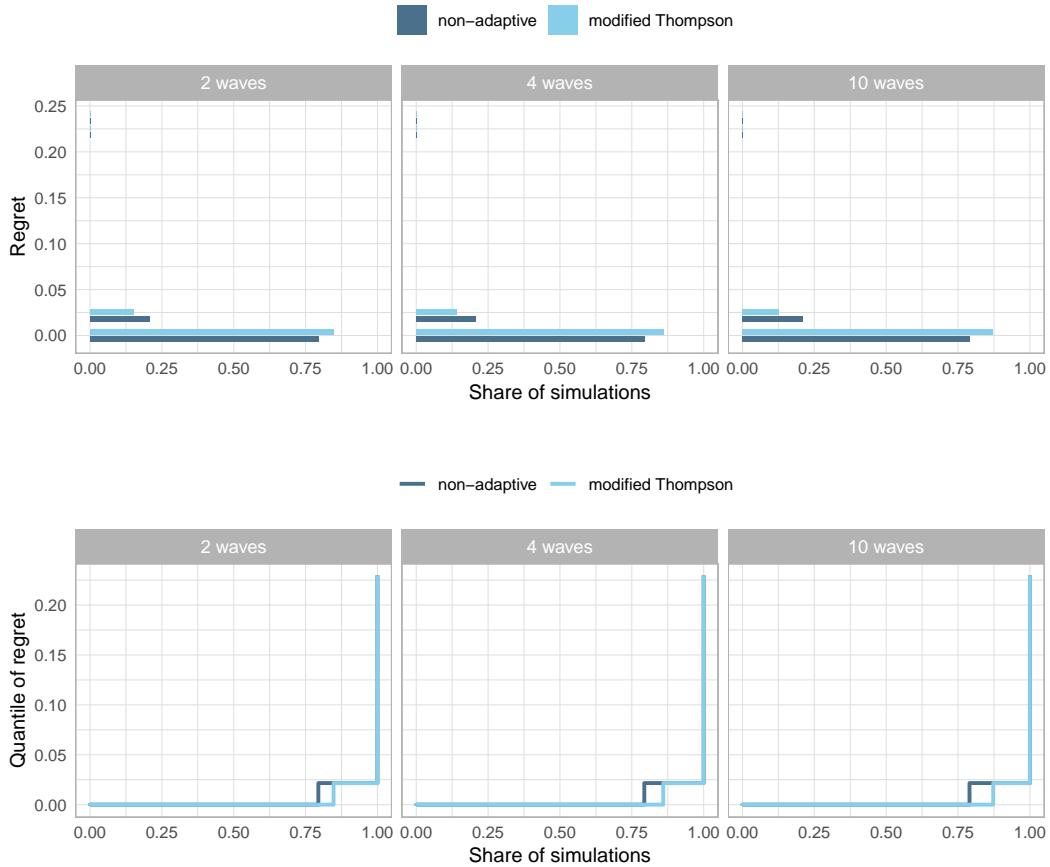 non−adaptive modified Thompson
2 waves 4 waves 10 waves
0.25
0.20
0.15
0.10
0.05
0.00
Regret
0.00 0.25 0.50 0.75 1.00 0.00 0.25 0.50 0.75 1.00 0.00 0.25 0.50 0.75 1.00
Share of simulations
non−adaptive modified Thompson
2 waves 4 waves 10 waves
0.20
0.15
0.10
0.05
0.00
Quantile of regret
0.00 0.25 0.50 0.75 1.00 0.00 0.25 0.50 0.75 1.00 0.00 0.25 0.50 0.75 1.00
Share of simulations